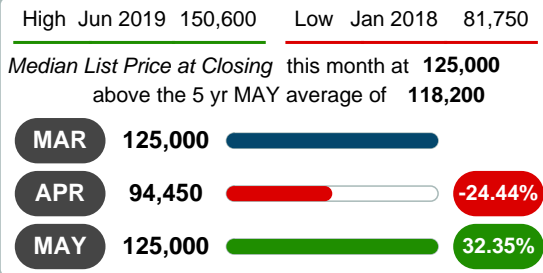 High Jun 2019 150,600 Low Jan 2018 81,750
Median List Price at Closing this month at 125,000
above the 5 yr MAY average of 118,200
MAR 125,000
APR 94,450 -24.44%
MAY 125,000 32.35%